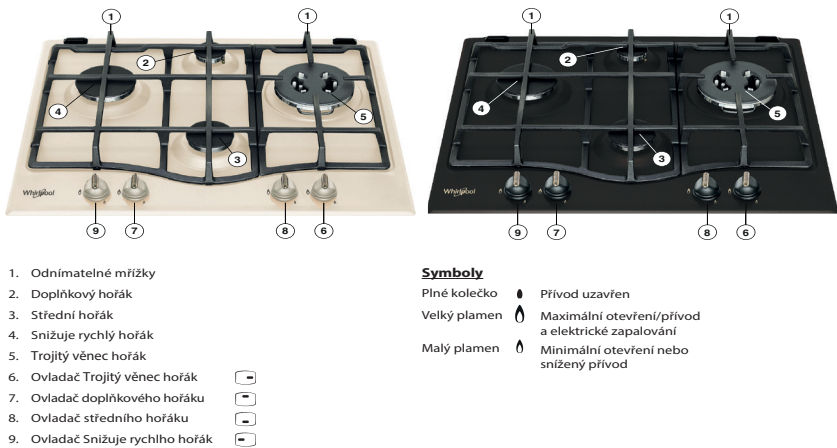 1 1 1 1
2 2
4 4
5 5
3 3
Whirlpool Whirlpool
9 7 8 6 9 7 8 6
1. Odnímatelné mřížky
2. Doplňkový hořák
3. Střední hořák
4. Snižuje rychlý hořák
5. Trojitý věnec hořák
6. Ovladač Trojitý věnec hořák
7. Ovladač doplňkového hořáku
8. Ovladač středního hořáku
9. Ovladač Snižuje rychlho hořák
Symboly
Plné kolečko Přívod uzavřen
Velký plamen Maximální otevření/přívod
a elektrické zapalování
Malý plamen Minimální otevření nebo
snížený přívod